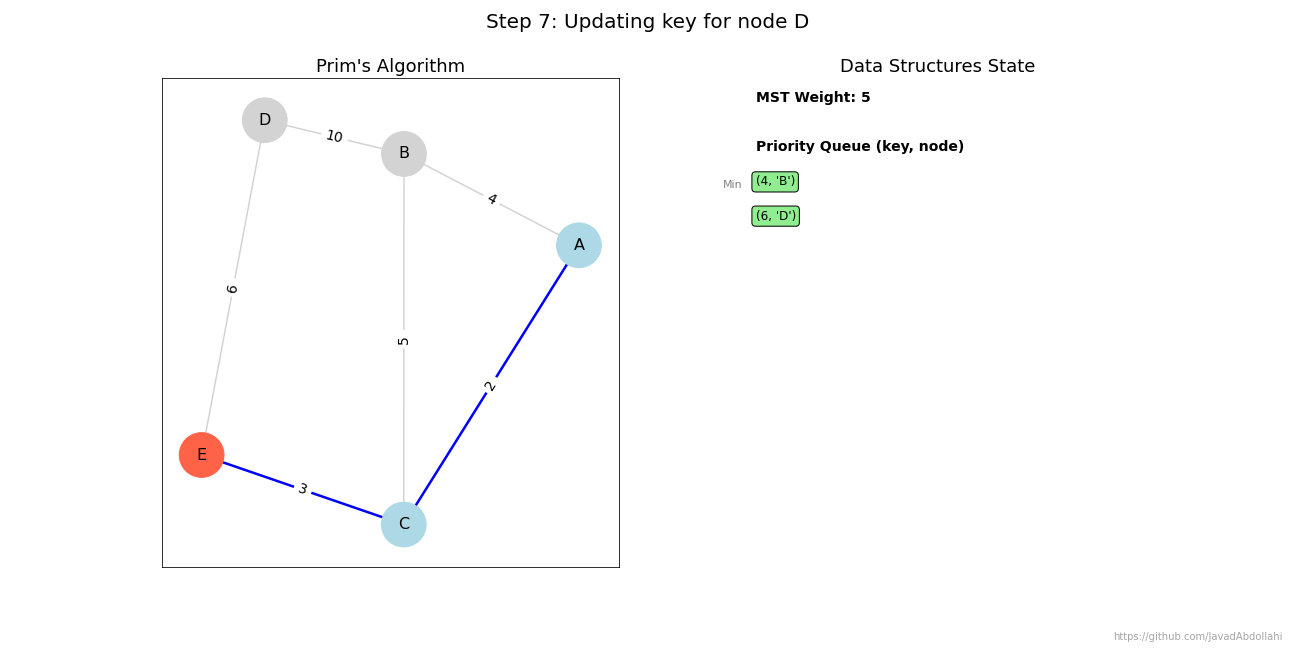 Step 7: Updating key for node D
Prim's Algorithm
D
10
B
4
A
6
5
2
E
3
C
Data Structures State
MST Weight: 5
Priority Queue (key, node)
Min
(4, 'B')
(6, 'D')
https://github.com/JavadAbdollahi